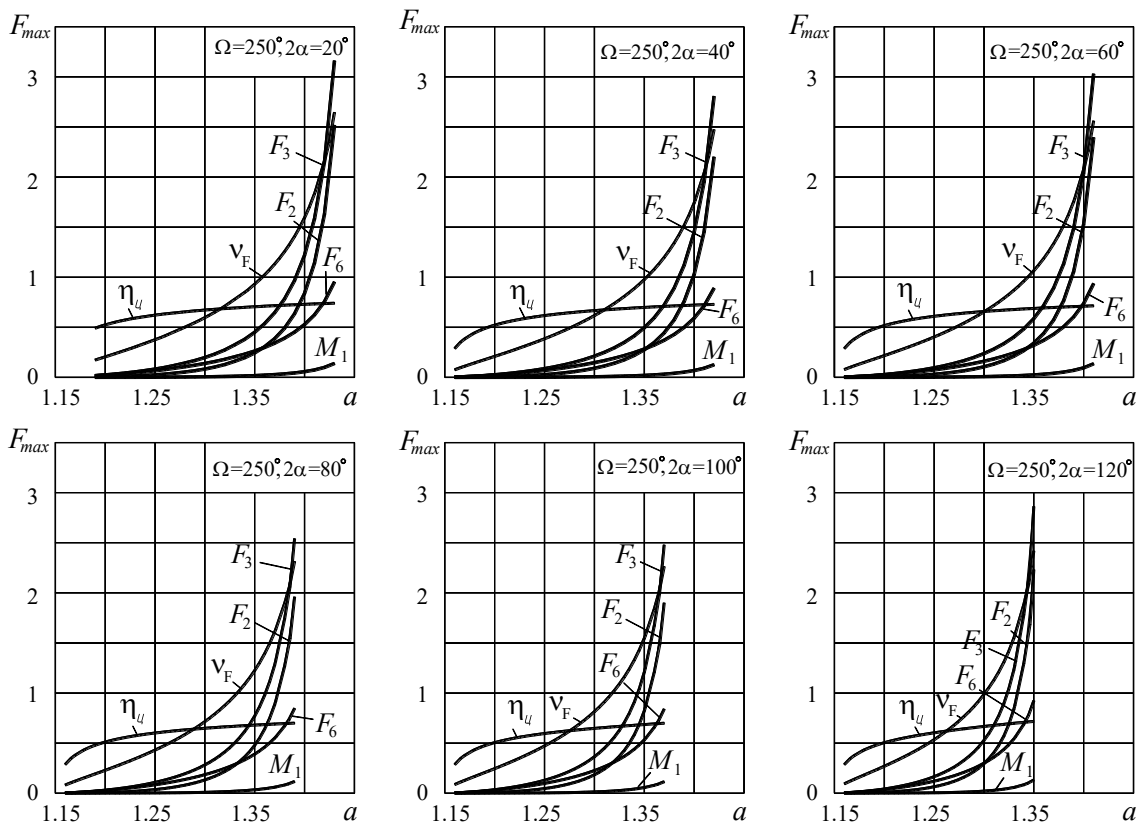 F_max
Ω=250°, 2α=20°
3
F_3
2
F_2
ν_F
F_6
1
η_ц
M_1
0
1.15 1.25 1.35 a
F_max
Ω=250°, 2α=40°
3
F_3
2
F_2
ν_F
1
η_ц
F_6
M_1
0
1.15 1.25 1.35 a
F_max
Ω=250°, 2α=60°
3
F_3
2
F_2
ν_F
1
η_ц
F_6
M_1
0
1.15 1.25 1.35 a
F_max
Ω=250°, 2α=80°
3
F_3
2
F_2
ν_F
1
η_ц
F_6
M_1
0
1.15 1.25 1.35 a
F_max
Ω=250°, 2α=100°
3
F_3
2
F_2
F_6
1
η_ц
ν_F
M_1
0
1.15 1.25 1.35 a
F_max
Ω=250°, 2α=120°
3
2
F_2
F_3
F_6
1
η_ц
ν_F
M_1
0
1.15 1.25 1.35 a